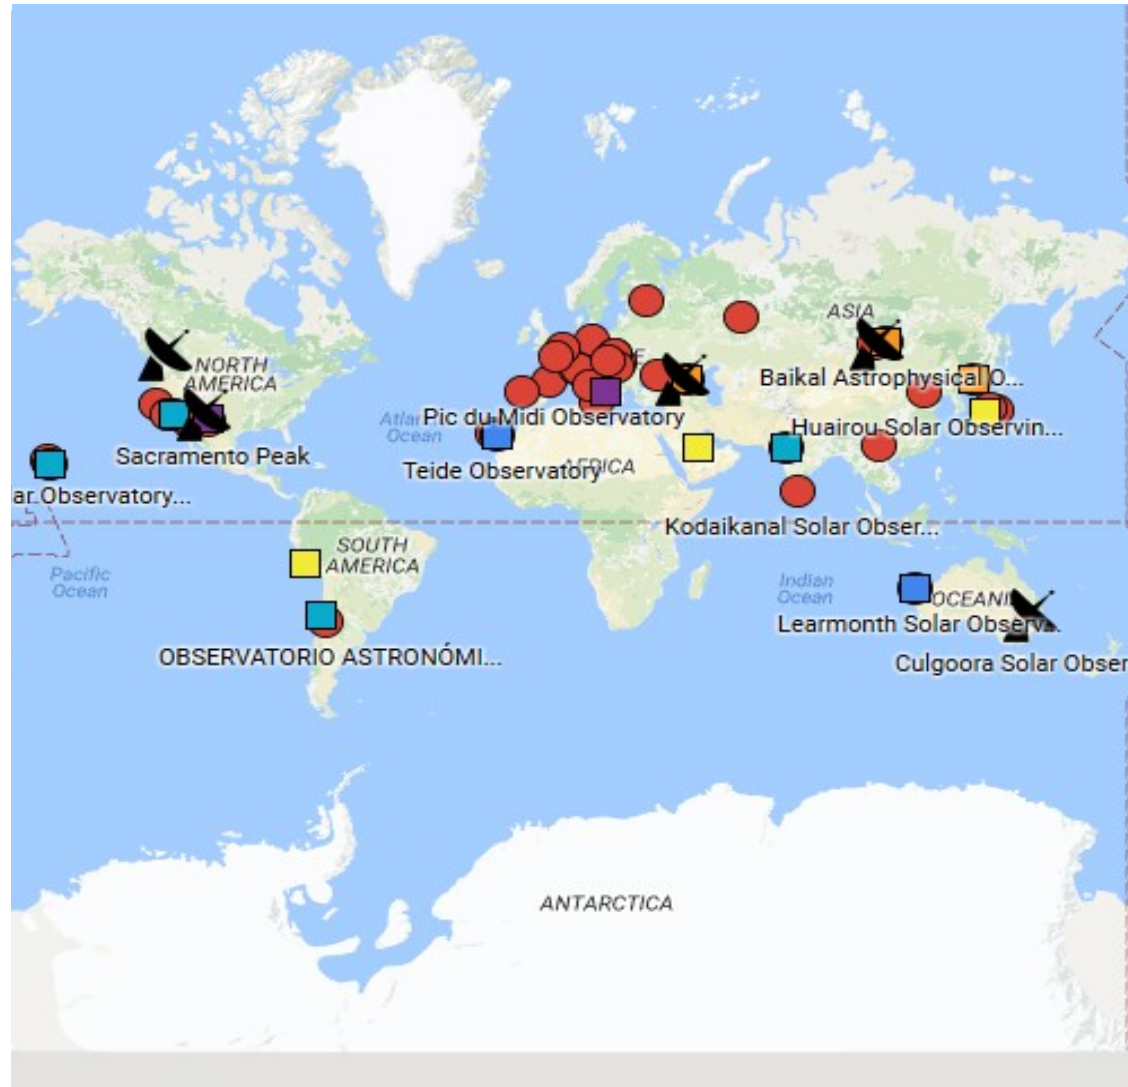 ASIA
NORTH
AMERICA
Baikal Astrophysical O...
Atla
Ocean
Pic du Midi Observatory
Huairou Solar Observin...
Sacramento Peak
Teide Observatory
AFRICA
ar Observatory...
Kodaikanal Solar Obser...
SOUTH
AMERICA
Pacific
Ocean
Indian
Ocean
OCEANI
Learmonth Solar Observ...
OBSERVATORIO ASTRONÓMI...
Culgoora Solar Obser
ANTARCTICA